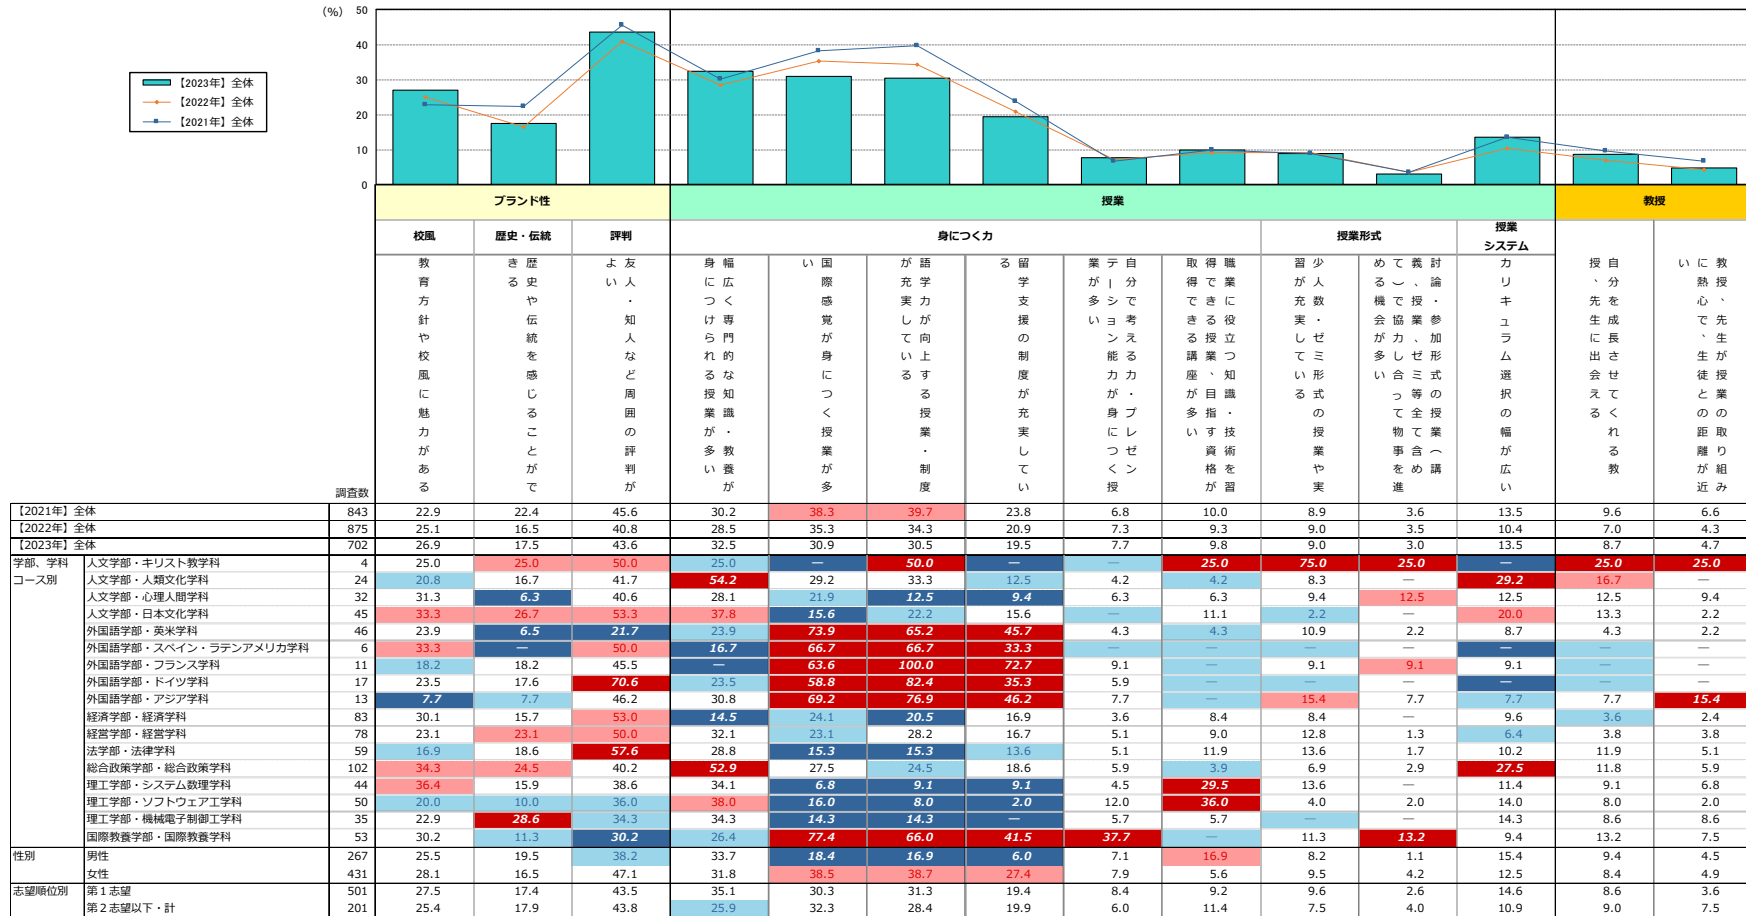 (%)
50
40
30
20
10
0
【2023年】全体
【2022年】全体
【2021年】全体
ブランド性 授業 教授
校風 歴史・伝統 評判 身につく力 授業形式 授業システム
教育方針や校風に魅力がある
歴史や伝統を感じることができる
友人・知人など周囲の評判がよい
幅広く専門的な知識・教養が身につけられる授業が多い
国際感覚が身につく授業が多い
語学力が向上する授業・制度が充実している
留学支援の制度が充実している
自分で考える力・プレゼンテーション能力が身につく授業が多い
職業に役立つ知識・技術を習得できる授業、目指す資格が取得できる講座が多い
少人数・ゼミ形式の授業や実習が充実している
討論・参加形式の授業（講義、授業、ゼミ等全て含めて）で協力し合って物事を進める機会が多い
カリキュラム選択の幅が広い
自分を成長させてくれる教授、先生に出会える
教授、先生が授業の取り組みに熱心で、生徒との距離が近い
調査数
【2021年】全体 843 22.9 22.4 45.6 30.2 38.3 39.7 23.8 6.8 10.0 8.9 3.6 13.5 9.6 6.6
【2022年】全体 875 25.1 16.5 40.8 28.5 35.3 34.3 20.9 7.3 9.3 9.0 3.5 10.4 7.0 4.3
【2023年】全体 702 26.9 17.5 43.6 32.5 30.9 30.5 19.5 7.7 9.8 9.0 3.0 13.5 8.7 4.7
学部、学科 人文学部・キリスト教学科 4 25.0 25.0 50.0 25.0 — 50.0 — — 25.0 75.0 25.0 — 25.0 25.0
コース別 人文学部・人類文化学科 24 20.8 16.7 41.7 54.2 29.2 33.3 12.5 4.2 4.2 8.3 — 29.2 16.7 —
人文学部・心理人間学科 32 31.3 6.3 40.6 28.1 21.9 12.5 9.4 6.3 6.3 9.4 12.5 12.5 12.5 9.4
人文学部・日本文化学科 45 33.3 26.7 53.3 37.8 15.6 22.2 15.6 — 11.1 2.2 — 20.0 13.3 2.2
外国語学部・英米学科 46 23.9 6.5 21.7 23.9 73.9 65.2 45.7 4.3 4.3 10.9 2.2 8.7 4.3 2.2
外国語学部・スペイン・ラテンアメリカ学科 6 33.3 — 50.0 16.7 66.7 66.7 33.3 — — — — — — —
外国語学部・フランス学科 11 18.2 18.2 45.5 — 63.6 100.0 72.7 9.1 — 9.1 9.1 9.1 — —
外国語学部・ドイツ学科 17 23.5 17.6 70.6 23.5 58.8 82.4 35.3 5.9 — — — — — —
外国語学部・アジア学科 13 7.7 7.7 46.2 30.8 69.2 76.9 46.2 7.7 — 15.4 7.7 7.7 7.7 15.4
経済学部・経済学科 83 30.1 15.7 53.0 14.5 24.1 20.5 16.9 3.6 8.4 8.4 — 9.6 3.6 2.4
経営学部・経営学科 78 23.1 23.1 50.0 32.1 23.1 28.2 16.7 5.1 9.0 12.8 1.3 6.4 3.8 3.8
法学部・法律学科 59 16.9 18.6 57.6 28.8 15.3 15.3 13.6 5.1 11.9 13.6 1.7 10.2 11.9 5.1
総合政策学部・総合政策学科 102 34.3 24.5 40.2 52.9 27.5 24.5 18.6 5.9 3.9 6.9 2.9 27.5 11.8 5.9
理工学部・システム数理学科 44 36.4 15.9 38.6 34.1 6.8 9.1 9.1 4.5 29.5 13.6 — 11.4 9.1 6.8
理工学部・ソフトウェア工学科 50 20.0 10.0 36.0 38.0 16.0 8.0 2.0 12.0 36.0 4.0 2.0 14.0 8.0 2.0
理工学部・機械電子制御工学科 35 22.9 28.6 34.3 34.3 14.3 14.3 — 5.7 5.7 — — 14.3 8.6 8.6
国際教養学部・国際教養学科 53 30.2 11.3 30.2 26.4 77.4 66.0 41.5 37.7 — 11.3 13.2 9.4 13.2 7.5
性別 男性 267 25.5 19.5 38.2 33.7 18.4 16.9 6.0 7.1 16.9 8.2 1.1 15.4 9.4 4.5
女性 431 28.1 16.5 47.1 31.8 38.5 38.7 27.4 7.9 5.6 9.5 4.2 12.5 8.4 4.9
志望順位別 第1志望 501 27.5 17.4 43.5 35.1 30.3 31.3 19.4 8.4 9.2 9.6 2.6 14.6 8.6 3.6
第2志望以下・計 201 25.4 17.9 43.8 25.9 32.3 28.4 19.9 6.0 11.4 7.5 4.0 10.9 9.0 7.5